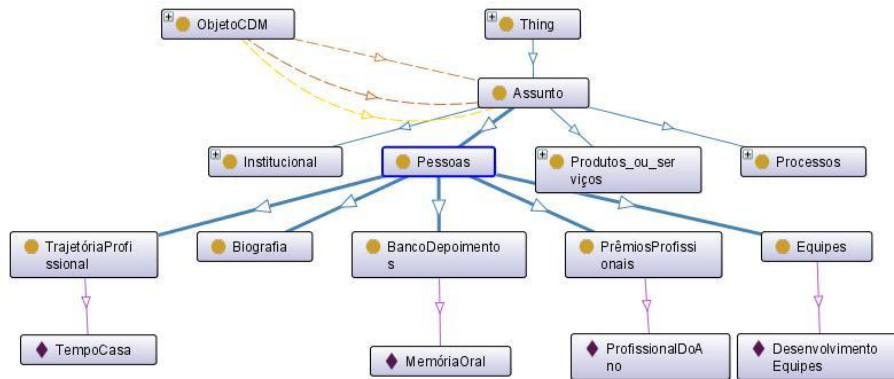 ObjetoCDM
Thing
Assunto
Institucional
Pessoas
Produtos_ou_ser
viços
Processos
TrajetóriaProfi
ssional
Biografia
BancoDepoimento
s
PrêmiosProfissi
onais
Equipes
TempoCasa
MemóriaOral
ProfissionalDoA
no
Desenvolvimento
Equipes